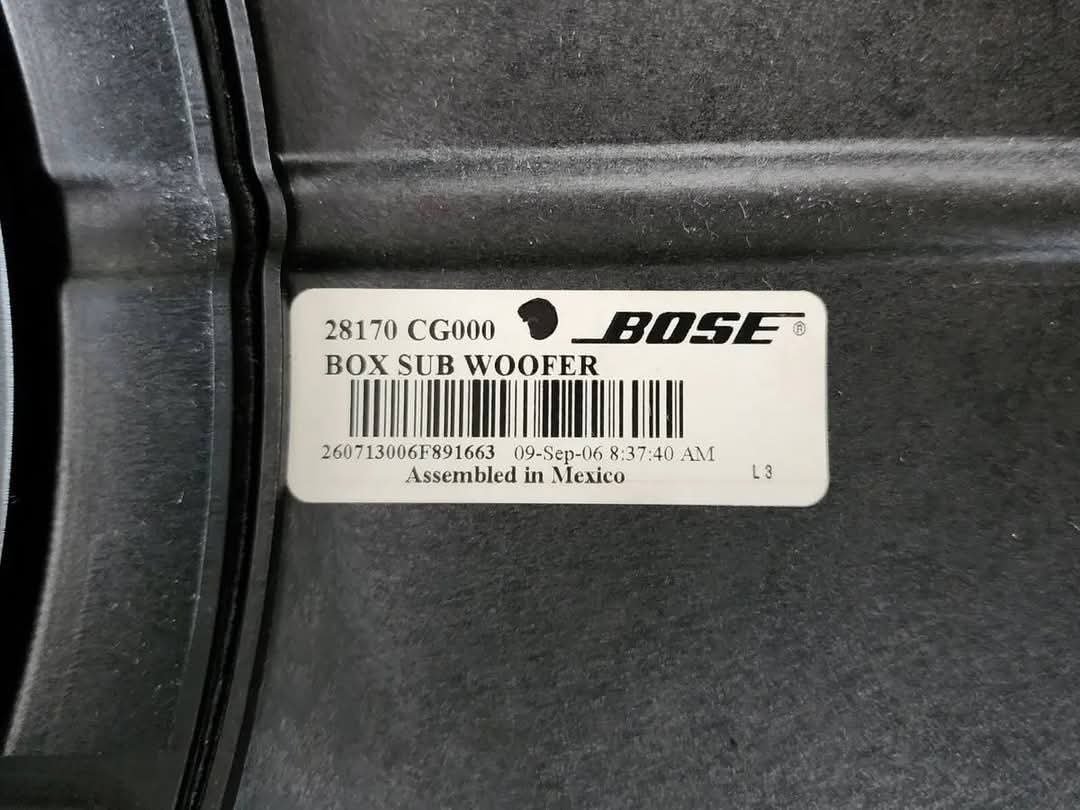 28170 CG000 BOSE®
BOX SUB WOOFER
260713006F891663 09-Sep-06 8:37:40 AM
Assembled in Mexico L3